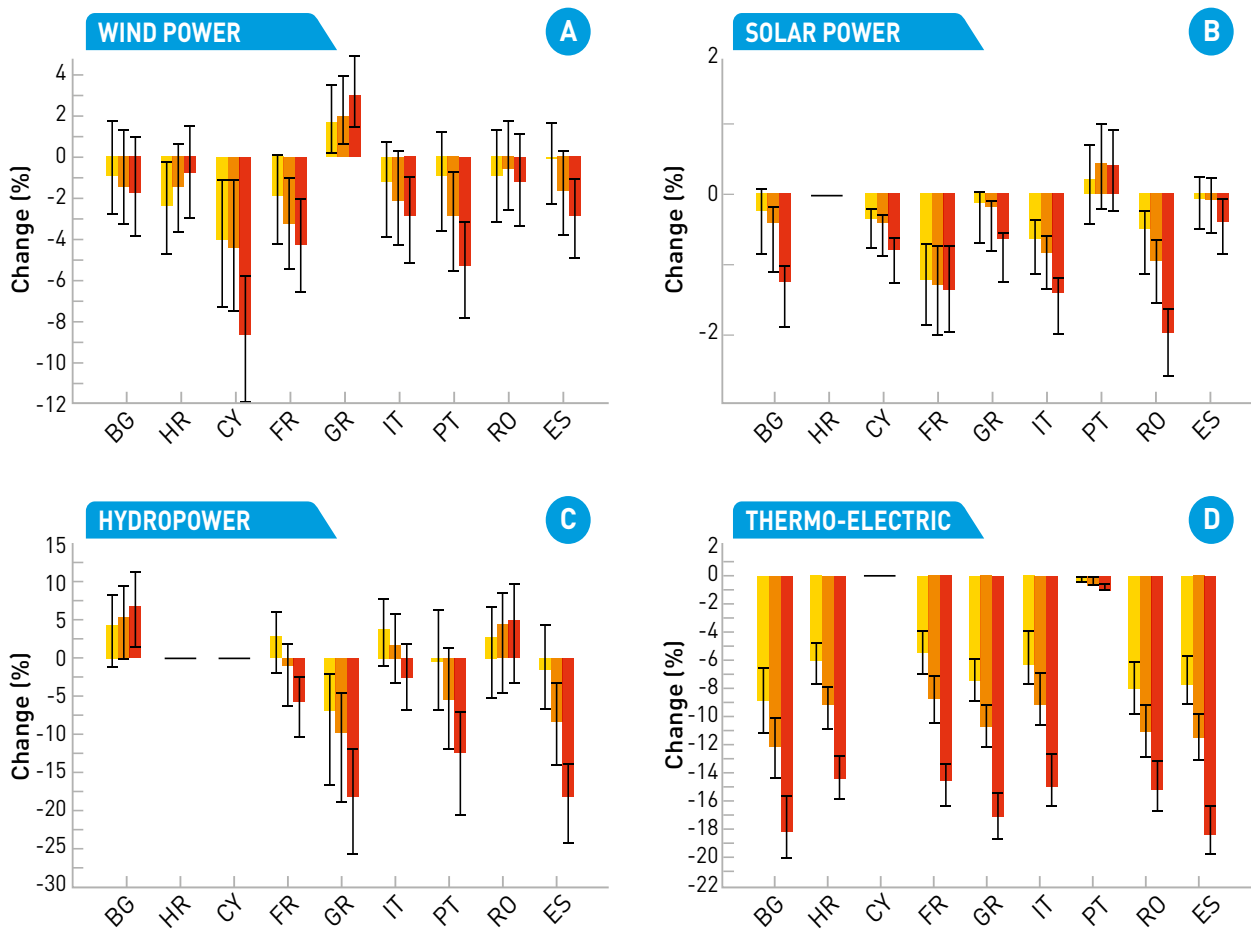 WIND POWER
A
Change (%)
4
2
0
-2
-4
-6
-8
-10
-12
BG HR CY FR GR IT PT RO ES
SOLAR POWER
B
Change (%)
2
0
-2
BG HR CY FR GR IT PT RO ES
HYDROPOWER
C
Change (%)
15
10
5
0
-5
-10
-15
-20
-25
-30
BG HR CY FR GR IT PT RO ES
THERMO-ELECTRIC
D
Change (%)
2
0
-2
-4
-6
-8
-10
-12
-14
-16
-18
-20
-22
BG HR CY FR GR IT PT RO ES